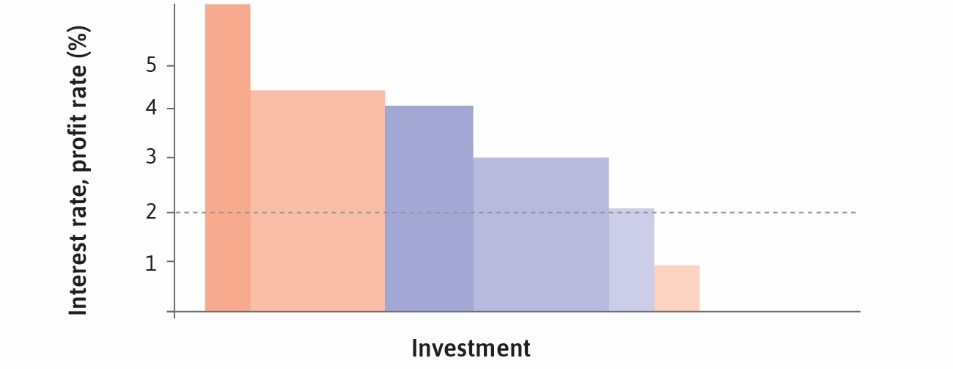 Interest rate, profit rate (%)
5
4
3
2
1
Investment